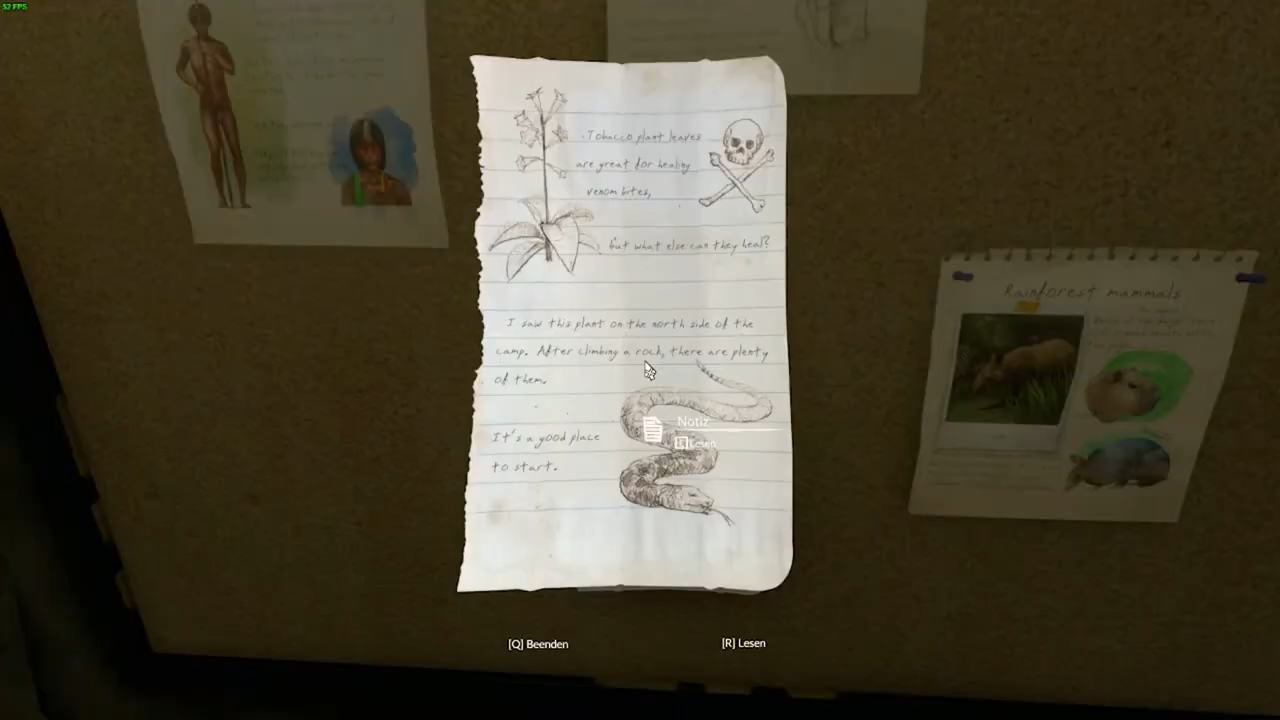 52 FPS
. Tobacco plant leaves
are great for healing
venom bites,
but what else can they heal?
I saw this plant on the north side of the
camp. After climbing a rock, there are plenty
of them.
It's a good place
to start.
Notiz
Lesen
Rainforest mammals
[Q] Beenden
[R] Lesen